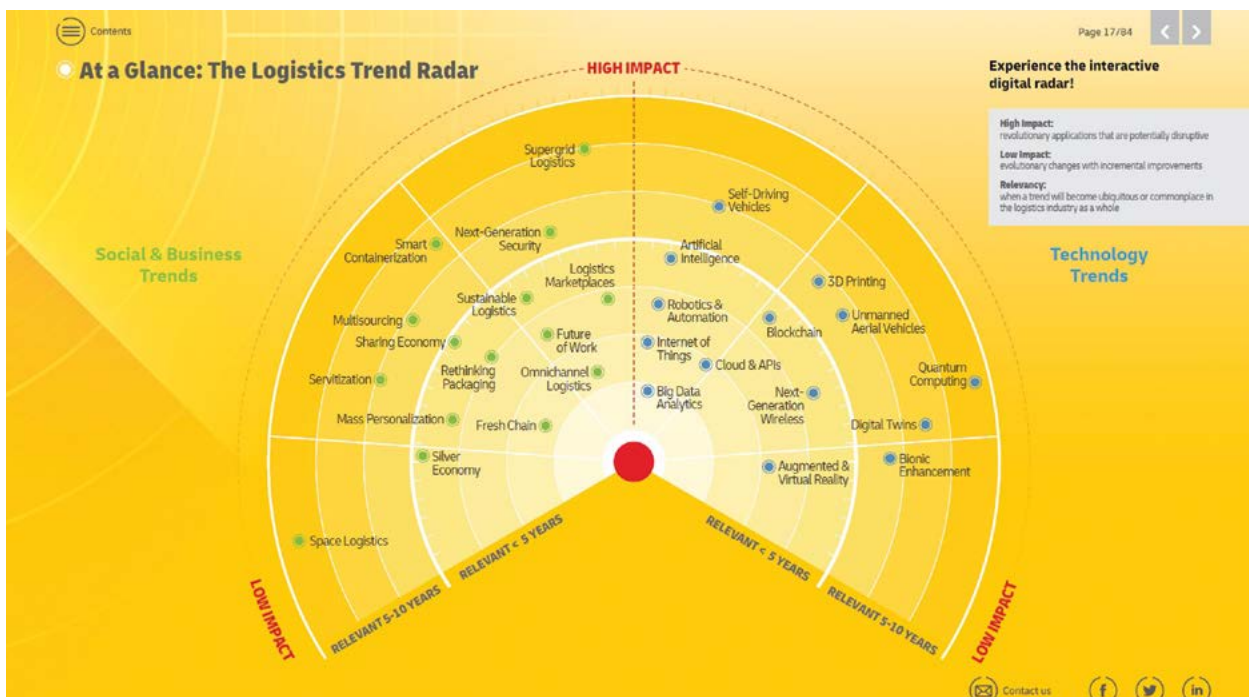 Contents
Page 17/84
At a Glance: The Logistics Trend Radar
HIGH IMPACT
Experience the interactive
digital radar!
High Impact:
revolutionary applications that are potentially disruptive
Low Impact:
evolutionary changes with incremental improvements
Relevancy:
when a trend will become ubiquitous or commonplace in
the logistics industry as a whole
Social & Business
Trends
Technology
Trends
Supergrid
Logistics
Self-Driving
Vehicles
Next-Generation
Security
Smart
Containerization
Artificial
Intelligence
Logistics
Marketplaces
3D Printing
Sustainable
Logistics
Robotics &
Automation
Multisourcing
Unmanned
Aerial Vehicles
Blockchain
Sharing Economy
Future
of Work
Internet of
Things
Rethinking
Packaging
Cloud & APIs
Servitization
Omnichannel
Logistics
Quantum
Computing
Big Data
Analytics
Next-
Generation
Wireless
Mass Personalization
Fresh Chain
Digital Twins
Silver
Economy
Augmented &
Virtual Reality
Bionic
Enhancement
Space Logistics
RELEVANT < 5 YEARS
RELEVANT < 5 YEARS
RELEVANT 5-10 YEARS
RELEVANT 5-10 YEARS
LOW IMPACT
LOW IMPACT
Contact us
f
in